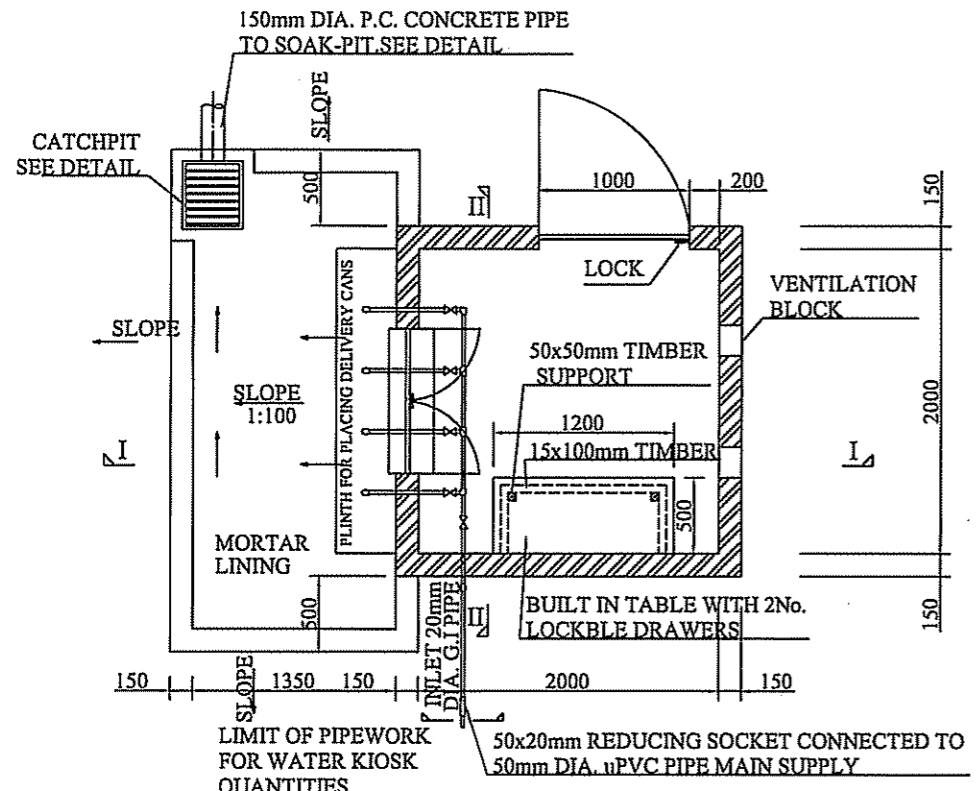 150mm DIA. P.C. CONCRETE PIPE
TO SOAK-PIT.SEE DETAIL
SLOPE
CATCHPIT
SEE DETAIL
500
II
1000
200
150
LOCK
VENTILATION
BLOCK
SLOPE
PLINTH FOR PLACING DELIVERY CANS
50x50mm TIMBER
SUPPORT
SLOPE
1:100
1200
2000
15x100mm TIMBER
I
I
500
MORTAR
LINING
500
INLET 20mm
DIA. G.I PIPE
II
BUILT IN TABLE WITH 2No.
LOCKBLE DRAWERS
150
150
SLOPE
1350
150
2000
150
LIMIT OF PIPEWORK
FOR WATER KIOSK
QUANTITIES
50x20mm REDUCING SOCKET CONNECTED TO
50mm DIA. uPVC PIPE MAIN SUPPLY